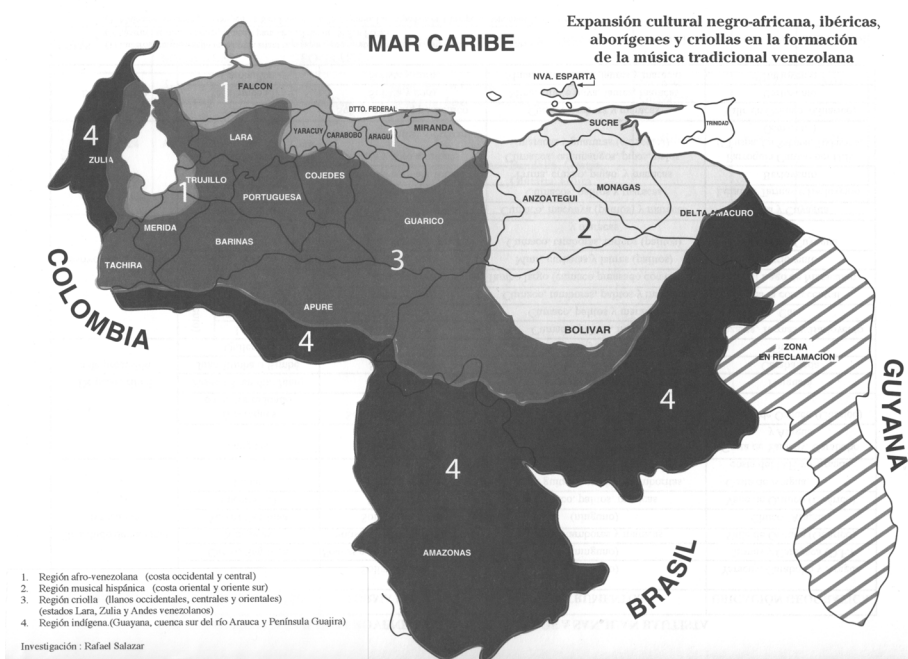 Expansión cultural negro-africana, ibéricas,
aborígenes y criollas en la formación
de la música tradicional venezolana
MAR CARIBE
NVA. ESPARTA
1
FALCON
DTTO. FEDERAL
SUCRE
TRINIDAD
4
ZULIA
LARA
YARACUY
CARABOBO
ARAGUA
1
MIRANDA
TRUJILLO
1
COJEDES
PORTUGUESA
ANZOATEGUI
MONAGAS
MERIDA
GUARICO
DELTA AMACURO
2
BARINAS
TACHIRA
3
COLOMBIA
APURE
BOLIVAR
4
ZONA
EN RECLAMACION
GUYANA
4
4
AMAZONAS
BRASIL
1. Región afro-venezolana (costa occidental y central)
2. Región musical hispánica (costa oriental y oriente sur)
3. Región criolla (llanos occidentales, centrales y orientales)
(estados Lara, Zulia y Andes venezolanos)
4. Región indígena.(Guayana, cuenca sur del río Arauca y Península Guajira)
Investigación : Rafael Salazar